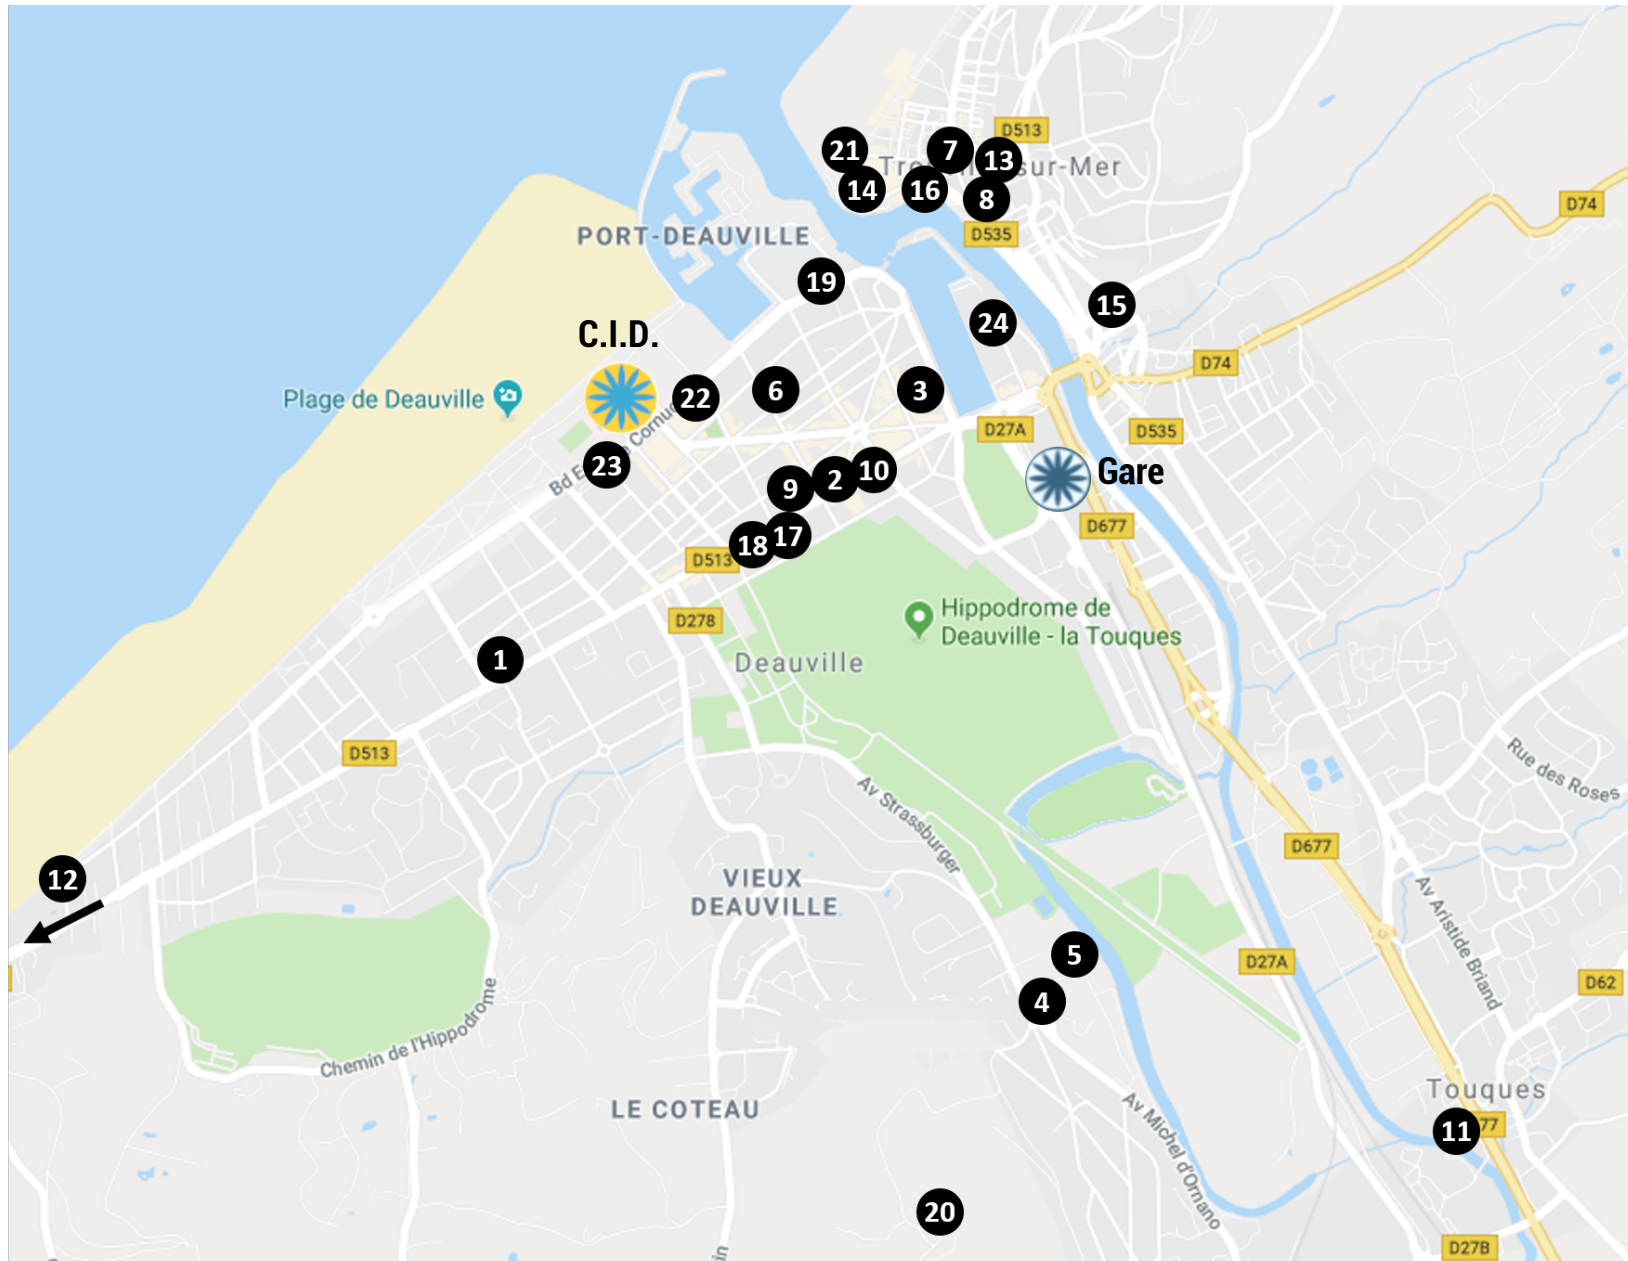 D513
21
7
13
sur-Mer
14
16
8
D74
PORT-DEAUVILLE
D535
19
15
24
C.I.D.
D74
Plage de Deauville
22
6
3
D27A
D535
23
9
2
10
Gare
D677
18
17
D513
D278
Hippodrome de
Deauville - la Touques
1
Deauville
D513
Rue des Roses
Av Strassburger
D677
12
VIEUX
DEAUVILLE
Av Aristide Briand
5
D27A
D62
4
Chemin de l'Hippodrome
LE COTEAU
Touques
Av Michel d'Ornano
11
77
20
D27B